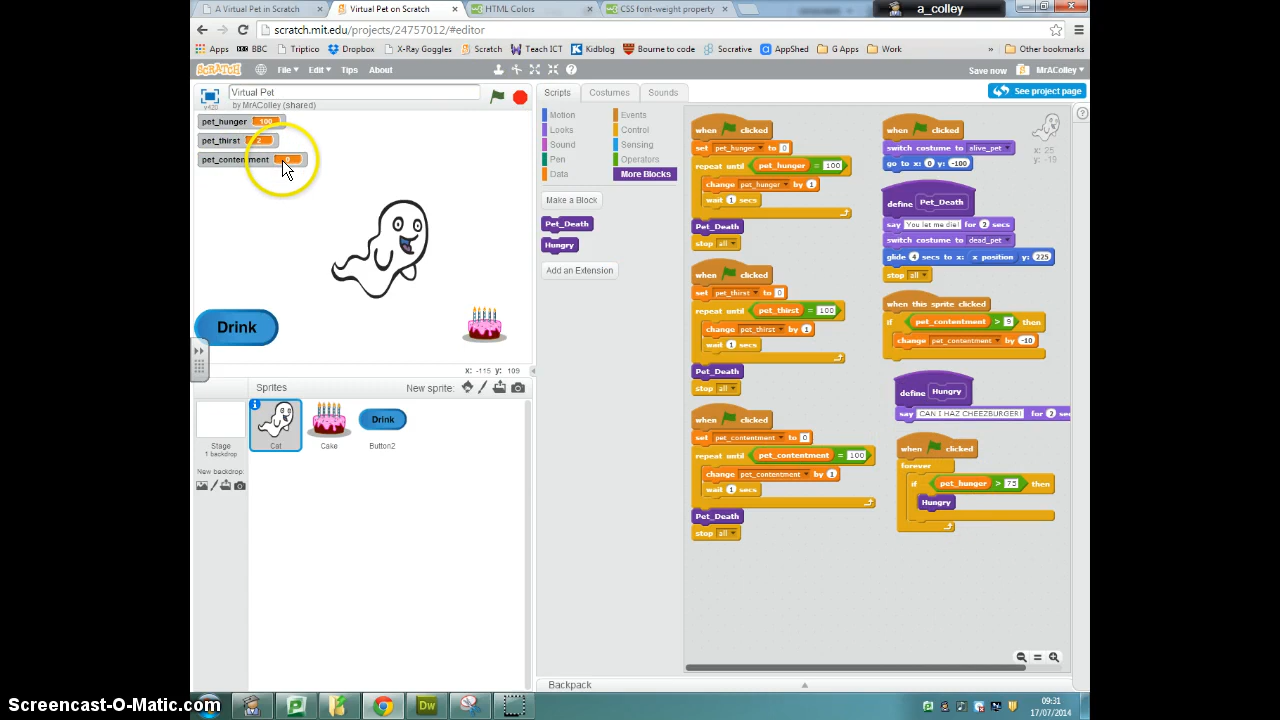 A Virtual Pet in Scratch
Virtual Pet on Scratch
HTML Colors
CSS font-weight property
a_colley
scratch.mit.edu/projects/24757012/#editor
Apps
BBC
Triptico
Dropbox
X-Ray Goggles
Scratch
Teach ICT
Kidblog
Bourne to code
Socrative
AppShed
G Apps
Work
»
Other bookmarks
SCRATCH
File
Edit
Tips
About
Save now
MrAColley
Virtual Pet
by MrAColley (shared)
v420
Scripts
Costumes
Sounds
See project page
pet_hunger 100
pet_thirst 2
pet_contentment 0
Drink
x: -115 y: 109
Motion
Looks
Sound
Pen
Data
Events
Control
Sensing
Operators
More Blocks
Make a Block
Pet_Death
Hungry
Add an Extension
when clicked
set pet_hunger to 0
repeat until pet_hunger = 100
change pet_hunger by 1
wait 1 secs
Pet_Death
stop all
when clicked
set pet_thirst to 0
repeat until pet_thirst = 100
change pet_thirst by 1
wait 1 secs
Pet_Death
stop all
when clicked
set pet_contentment to 0
repeat until pet_contentment = 100
change pet_contentment by 1
wait 1 secs
Pet_Death
stop all
when clicked
switch costume to alive_pet
go to x: 0 y: -100
define Pet_Death
say You let me die! for 2 secs
switch costume to dead_pet
glide 4 secs to x: x position y: 225
stop all
when this sprite clicked
if pet_contentment > 9 then
change pet_contentment by -10
define Hungry
say CAN I HAZ CHEEZBURGER! for 2 secs
when clicked
forever
if pet_hunger > 75 then
Hungry
x: 25
y: -19
Sprites
New sprite:
Stage
1 backdrop
New backdrop:
Cat
Cake
Drink
Button2
Backpack
Dw
09:31
17/07/2014
Screencast-O-Matic.com